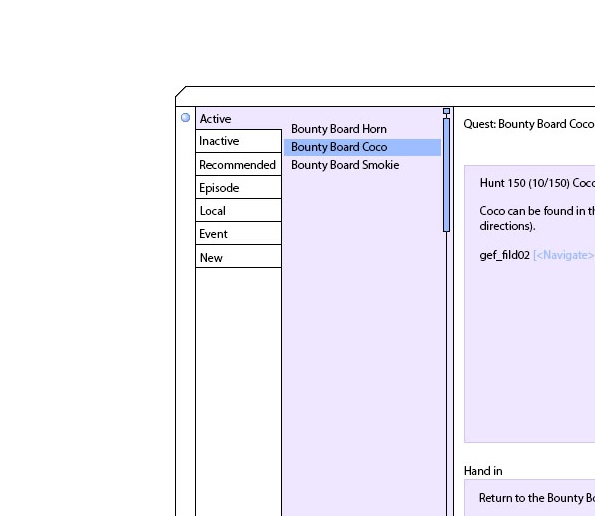 Active
Inactive
Recommended
Episode
Local
Event
New
Bounty Board Horn
Bounty Board Coco
Bounty Board Smokie
Quest: Bounty Board Coco
Hunt 150 (10/150) Coco
Coco can be found in th
directions).
gef_fild02 [<Navigate>
Hand in
Return to the Bounty Bo